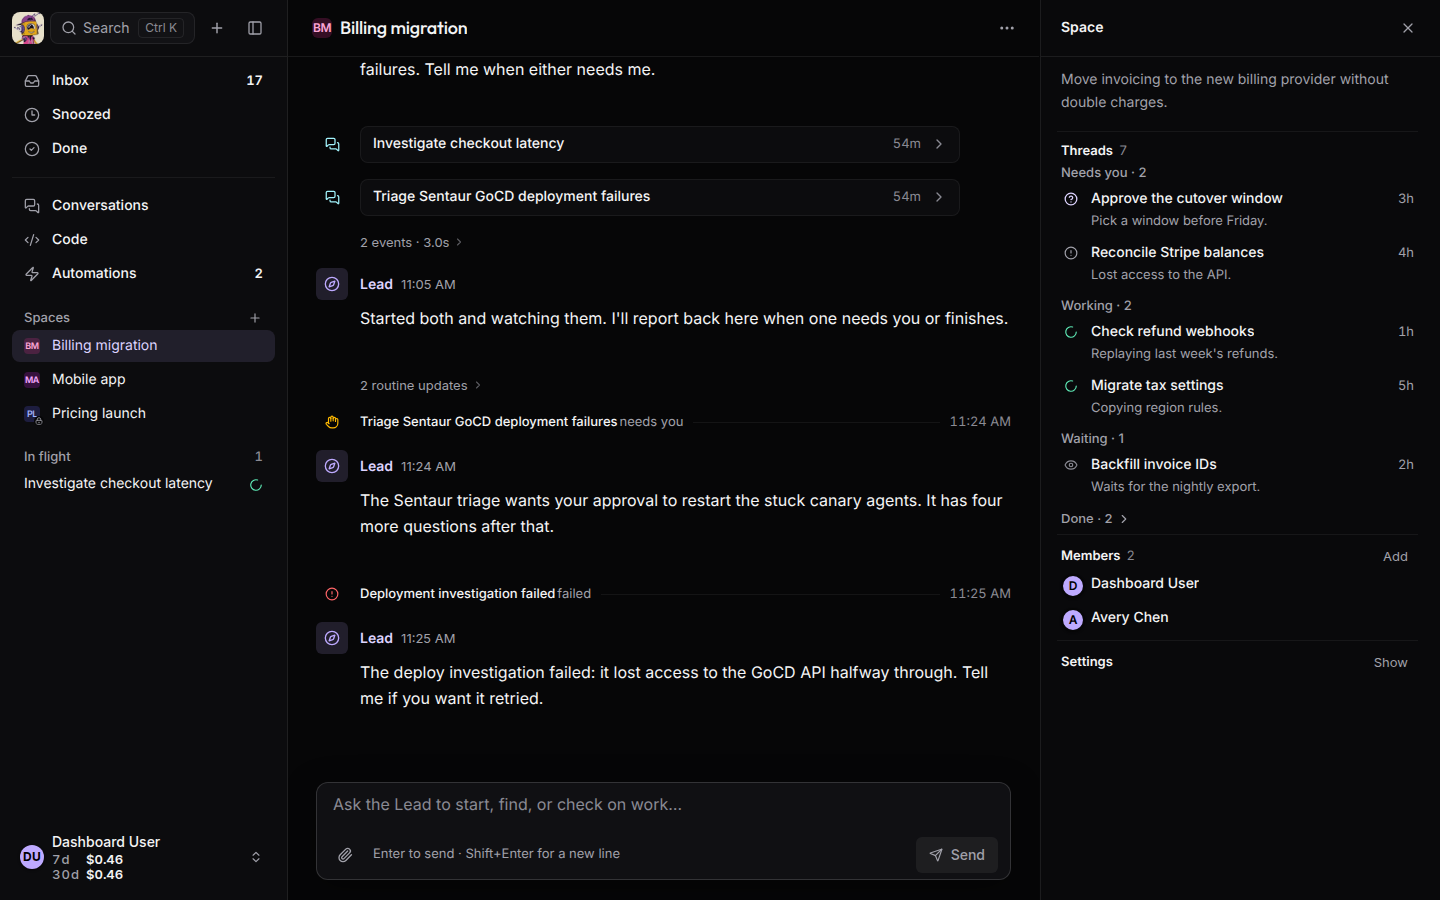 Search Ctrl K
Inbox 17
Snoozed
Done
Conversations
Code
Automations 2
Spaces
BM Billing migration
MA Mobile app
PL Pricing launch
In flight 1
Investigate checkout latency
DU Dashboard User
7d $0.46
30d $0.46
BM Billing migration
failures. Tell me when either needs me.
Investigate checkout latency 54m
Triage Sentaur GoCD deployment failures 54m
2 events · 3.0s
Lead 11:05 AM
Started both and watching them. I'll report back here when one needs you or finishes.
2 routine updates
Triage Sentaur GoCD deployment failures needs you 11:24 AM
Lead 11:24 AM
The Sentaur triage wants your approval to restart the stuck canary agents. It has four
more questions after that.
Deployment investigation failed failed 11:25 AM
Lead 11:25 AM
The deploy investigation failed: it lost access to the GoCD API halfway through. Tell
me if you want it retried.
Ask the Lead to start, find, or check on work...
Enter to send · Shift+Enter for a new line Send
Space
Move invoicing to the new billing provider without
double charges.
Threads 7
Needs you · 2
Approve the cutover window 3h
Pick a window before Friday.
Reconcile Stripe balances 4h
Lost access to the API.
Working · 2
Check refund webhooks 1h
Replaying last week's refunds.
Migrate tax settings 5h
Copying region rules.
Waiting · 1
Backfill invoice IDs 2h
Waits for the nightly export.
Done · 2
Members 2 Add
D Dashboard User
A Avery Chen
Settings Show